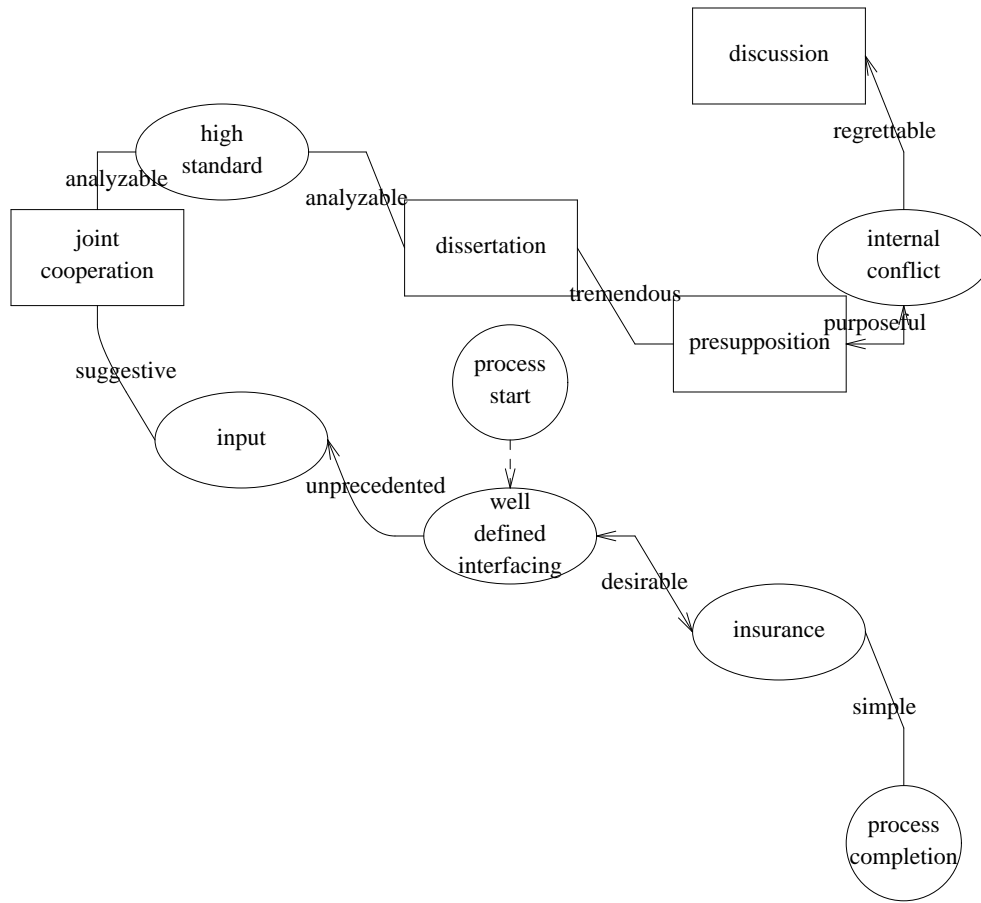 discussion
regrettable
high
standard
analyzable
analyzable
joint
cooperation
dissertation
internal
conflict
tremendous
purposeful
presupposition
process
start
suggestive
input
unprecedented
well
defined
interfacing
desirable
insurance
simple
process
completion